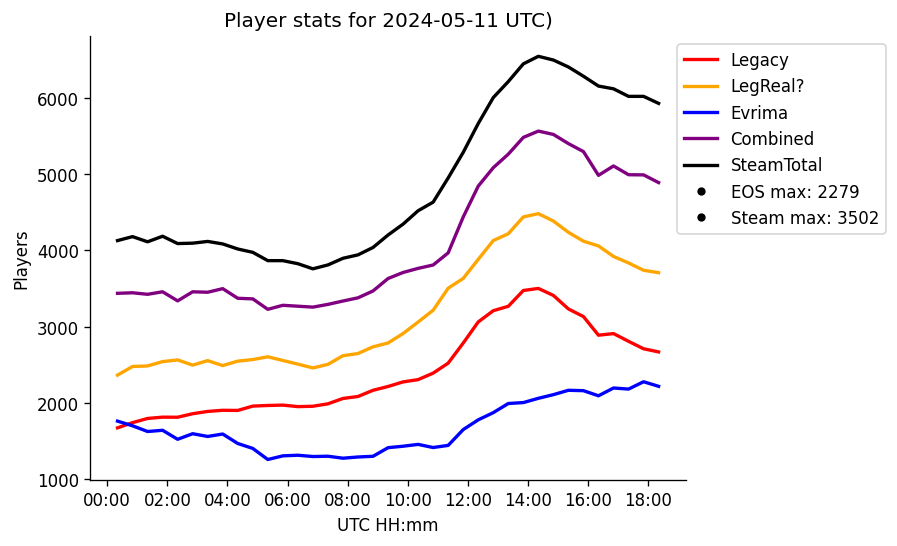 Player stats for 2024-05-11 UTC)
Legacy
LegReal?
Evrima
Combined
SteamTotal
EOS max: 2279
Steam max: 3502
Players
6000
5000
4000
3000
2000
1000
00:00 02:00 04:00 06:00 08:00 10:00 12:00 14:00 16:00 18:00
UTC HH:mm